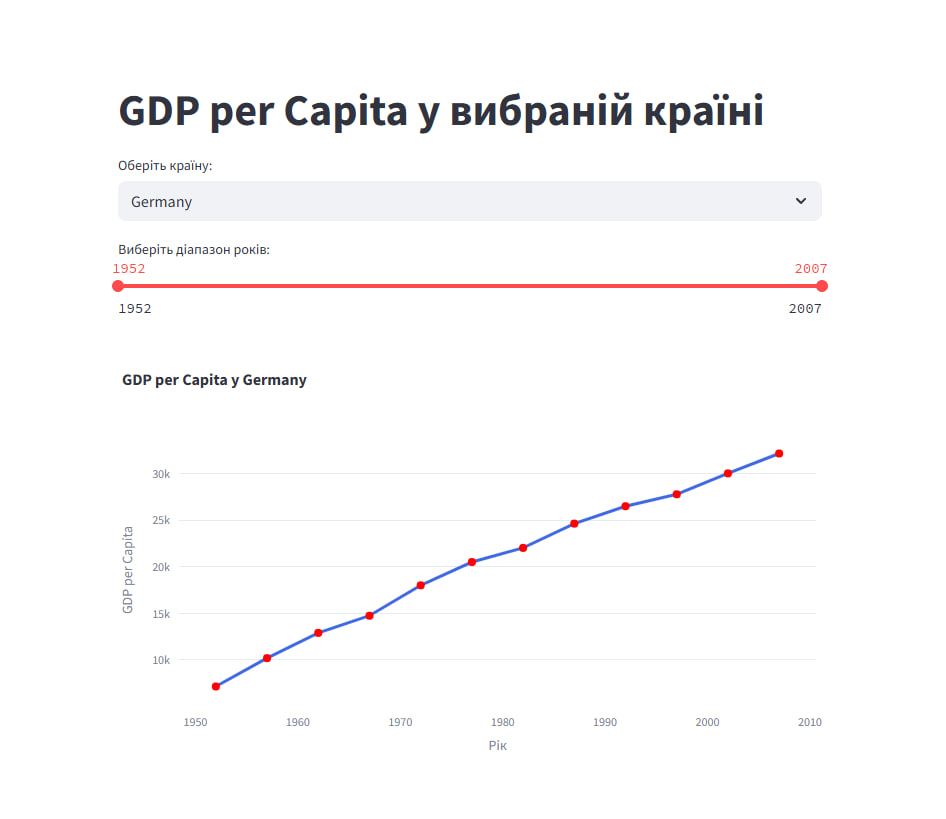 GDP per Capita у вибраній країні
Оберіть країну:
Germany
Виберіть діапазон років:
1952 2007
1952 2007
GDP per Capita у Germany
30k
25k
20k
15k
10k
GDP per Capita
1950 1960 1970 1980 1990 2000 2010
Рік